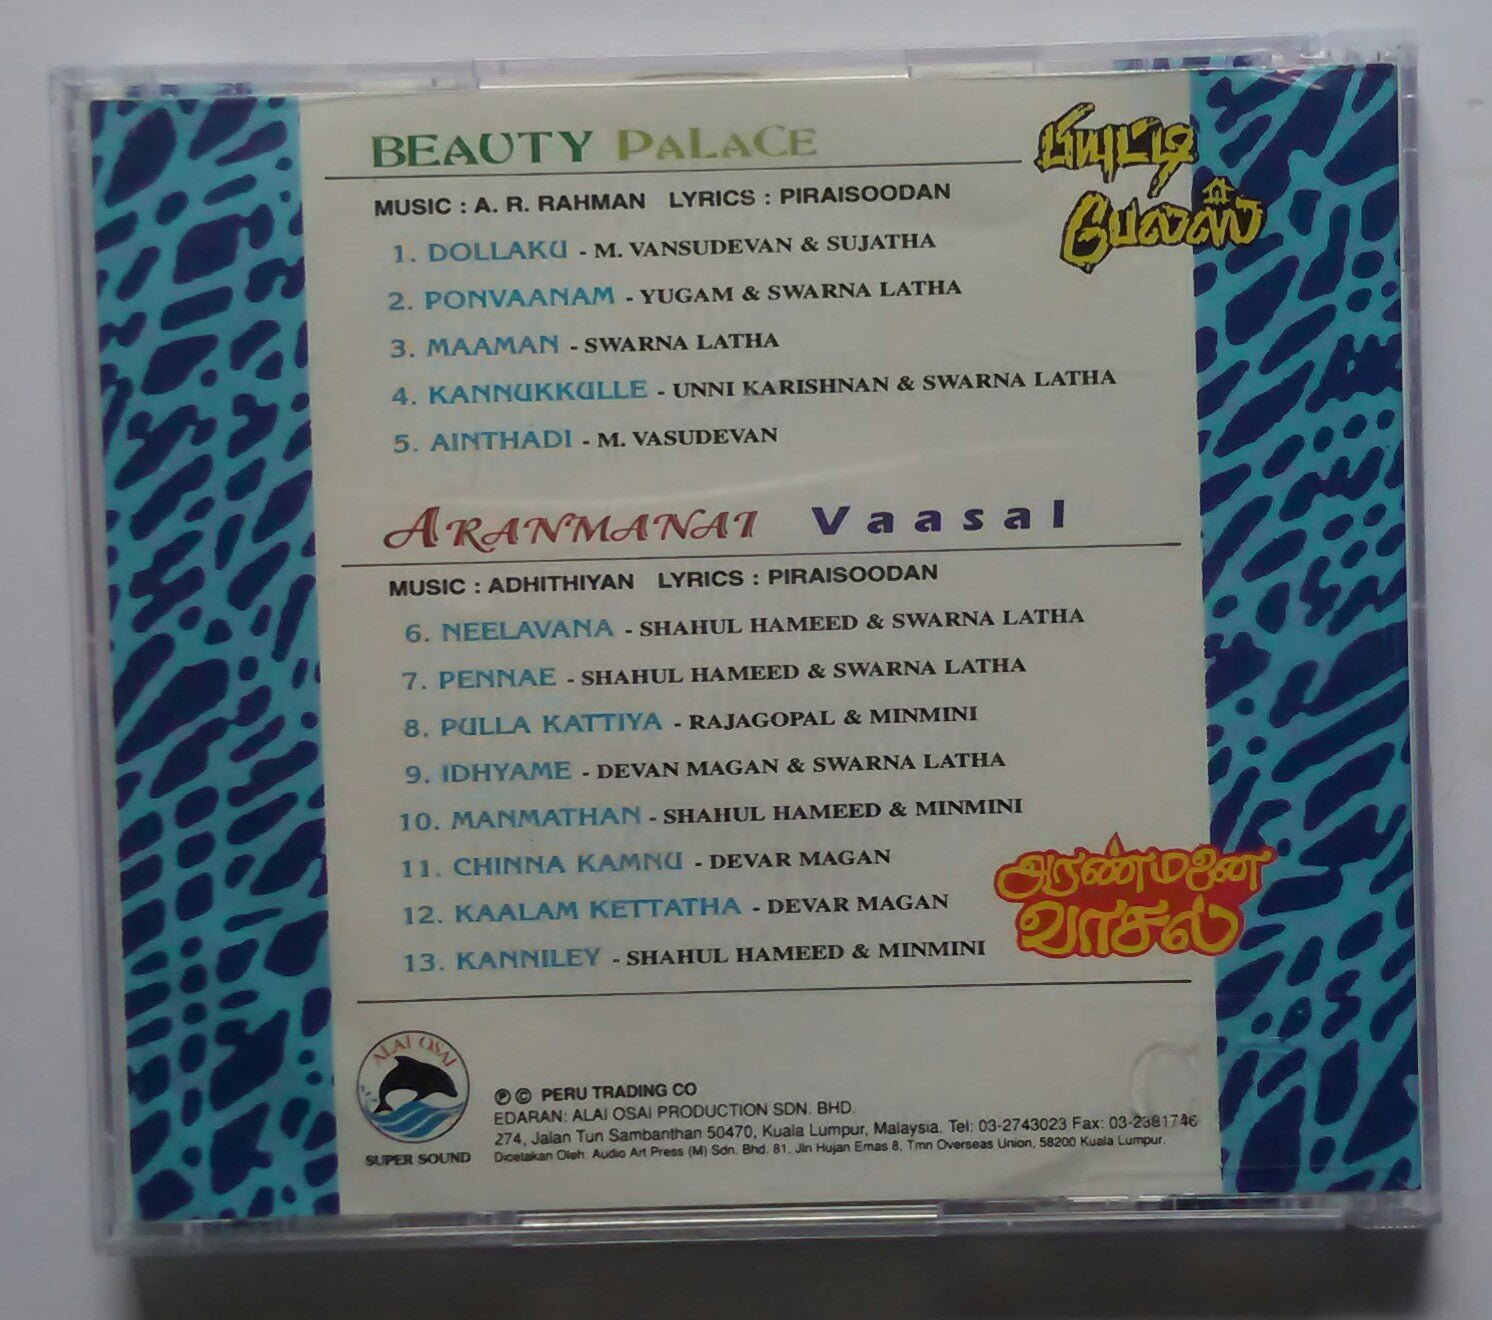 BEAUTY PALACE
பியுட்டி
பேலஸ்
MUSIC : A. R. RAHMAN LYRICS : PIRAISOODAN
1. DOLLAKU - M. VANSUDEVAN & SUJATHA
2. PONVAANAM - YUGAM & SWARNA LATHA
3. MAAMAN - SWARNA LATHA
4. KANNUKKULLE - UNNI KARISHNAN & SWARNA LATHA
5. AINTHADI - M. VASUDEVAN
ARANMANAI Vaasal
MUSIC : ADHITHIYAN LYRICS : PIRAISOODAN
6. NEELAVANA - SHAHUL HAMEED & SWARNA LATHA
7. PENNAE - SHAHUL HAMEED & SWARNA LATHA
8. PULLA KATTIYA - RAJAGOPAL & MINMINI
9. IDHYAME - DEVAN MAGAN & SWARNA LATHA
10. MANMATHAN - SHAHUL HAMEED & MINMINI
11. CHINNA KAMNU - DEVAR MAGAN
12. KAALAM KETTATHA - DEVAR MAGAN
13. KANNILEY - SHAHUL HAMEED & MINMINI
அரண்மனை
வாசல்
ALAI OSAI
SUPER SOUND
℗ © PERU TRADING CO
EDARAN: ALAI OSAI PRODUCTION SDN. BHD.
274, Jalan Tun Sambanthan 50470, Kuala Lumpur, Malaysia. Tel: 03-2743023 Fax: 03-2381746
Dicetakan Oleh: Audio Art Press (M) Sdn. Bhd. 81, Jln Hujan Emas 8, Tmn Overseas Union, 58200 Kuala Lumpur.